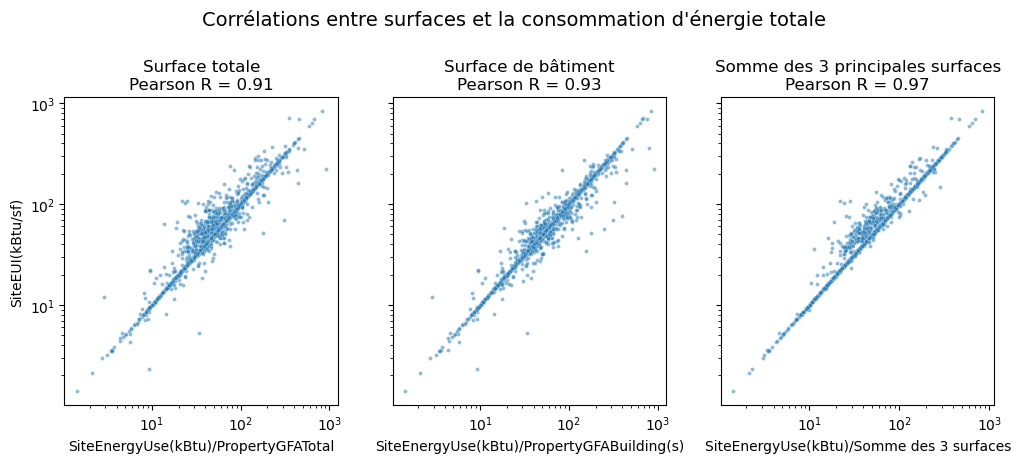 Corrélations entre surfaces et la consommation d'énergie totale
Surface totale
Pearson R = 0.91
Surface de bâtiment
Pearson R = 0.93
Somme des 3 principales surfaces
Pearson R = 0.97
SiteEUI(kBtu/sf)
10³
10²
10¹
10¹ 10² 10³
10¹ 10² 10³
10¹ 10² 10³
SiteEnergyUse(kBtu)/PropertyGFATotal
SiteEnergyUse(kBtu)/PropertyGFABuilding(s)
SiteEnergyUse(kBtu)/Somme des 3 surfaces